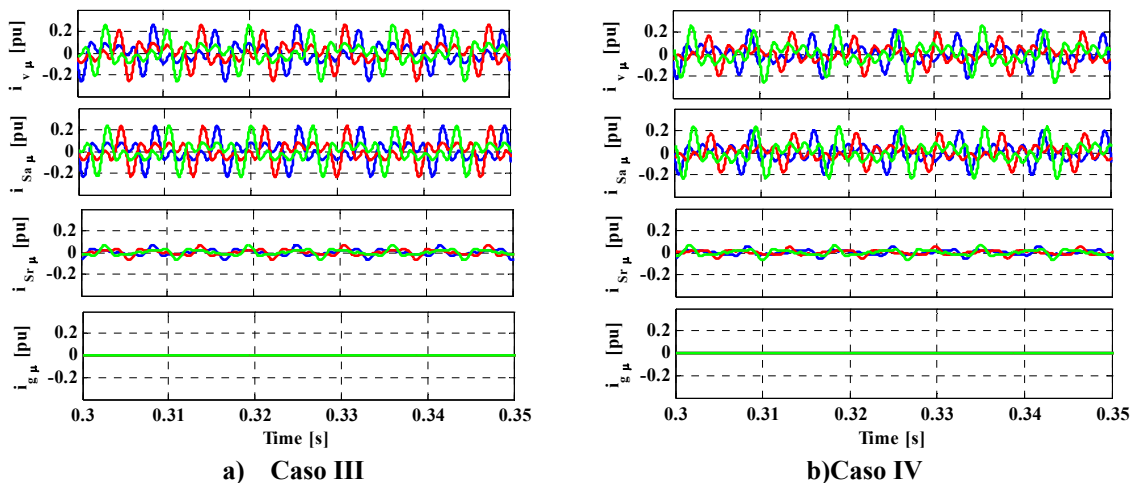 i v μ [pu]
0.2
0
-0.2
i Sa μ [pu]
0.2
0
-0.2
i Sr μ [pu]
0.2
0
-0.2
i g μ [pu]
0.2
0
-0.2
0.3 0.31 0.32 0.33 0.34 0.35
Time [s]
a) Caso III
i v μ [pu]
0.2
0
-0.2
i Sa μ [pu]
0.2
0
-0.2
i Sr μ [pu]
0.2
0
-0.2
i g μ [pu]
0.2
0
-0.2
0.3 0.31 0.32 0.33 0.34 0.35
Time [s]
b)Caso IV